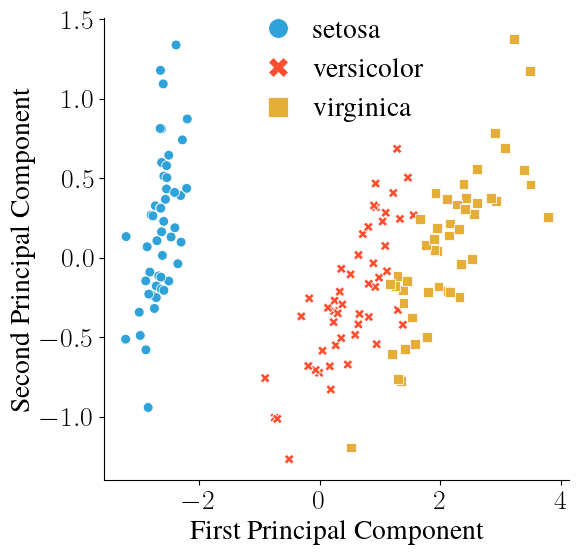 1.5
setosa
versicolor
1.0
virginica
0.5
0.0
−0.5
−1.0
Second Principal Component
−2
0
2
4
First Principal Component